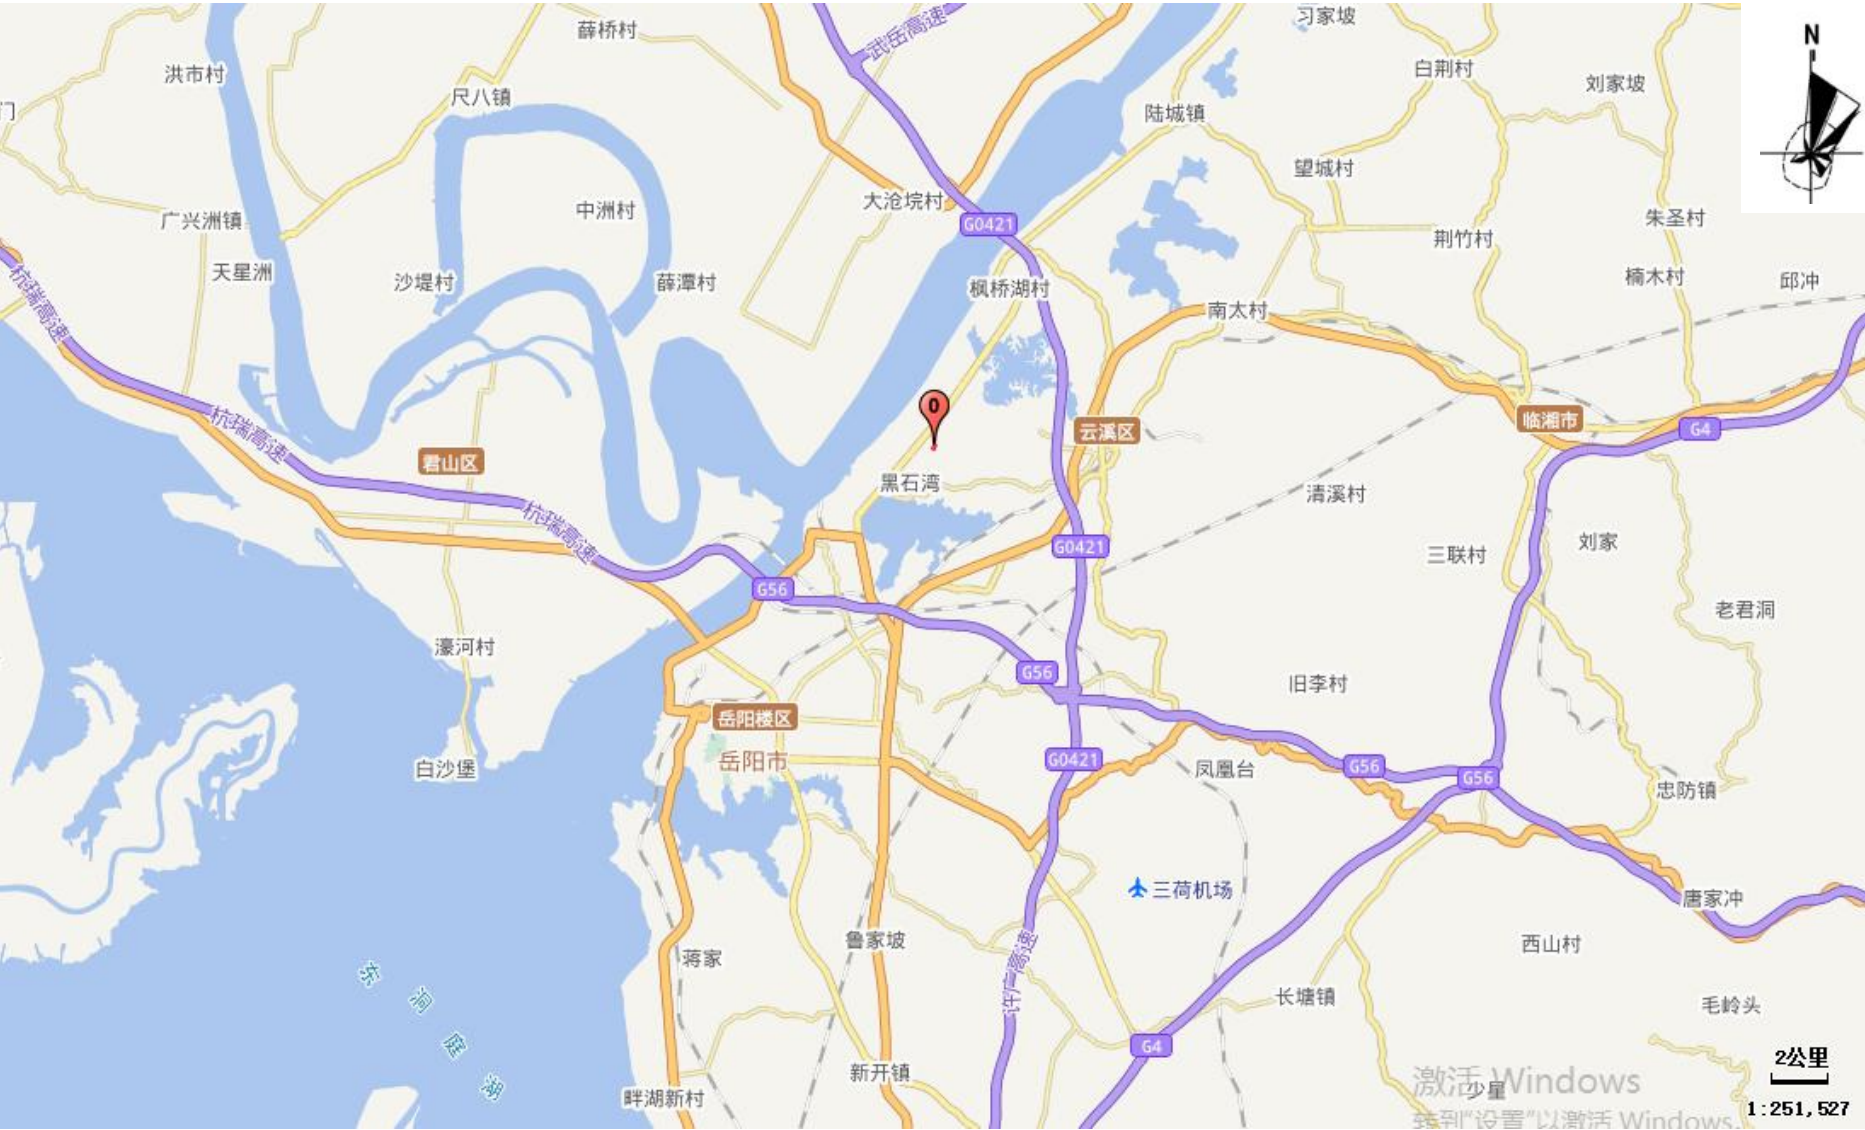 薛桥村
习家坡
武岳高速
N
洪市村
尺八镇
白荆村
刘家坡
门
陆城镇
望城村
大沧垸村
中洲村
广兴洲镇
朱圣村
G0421
荆竹村
天星洲
沙堤村
薛潭村
枫桥湖村
楠木村
邱冲
杭瑞高速
南太村
0
杭瑞高速
云溪区
临湘市
G4
君山区
黑石湾
清溪村
杭瑞高速
G0421
三联村
刘家
G56
老君洞
濠河村
G56
旧李村
岳阳楼区
岳阳市
G0421
白沙堡
凤凰台
G56
G56
忠防镇
三荷机场
唐家冲
鲁家坡
西山村
蒋家
许广高速
东洞庭湖
长塘镇
毛岭头
G4
新开镇
2公里
激活 Windows
少星
畔湖新村
1:251,527
转到"设置"以激活 Windows。